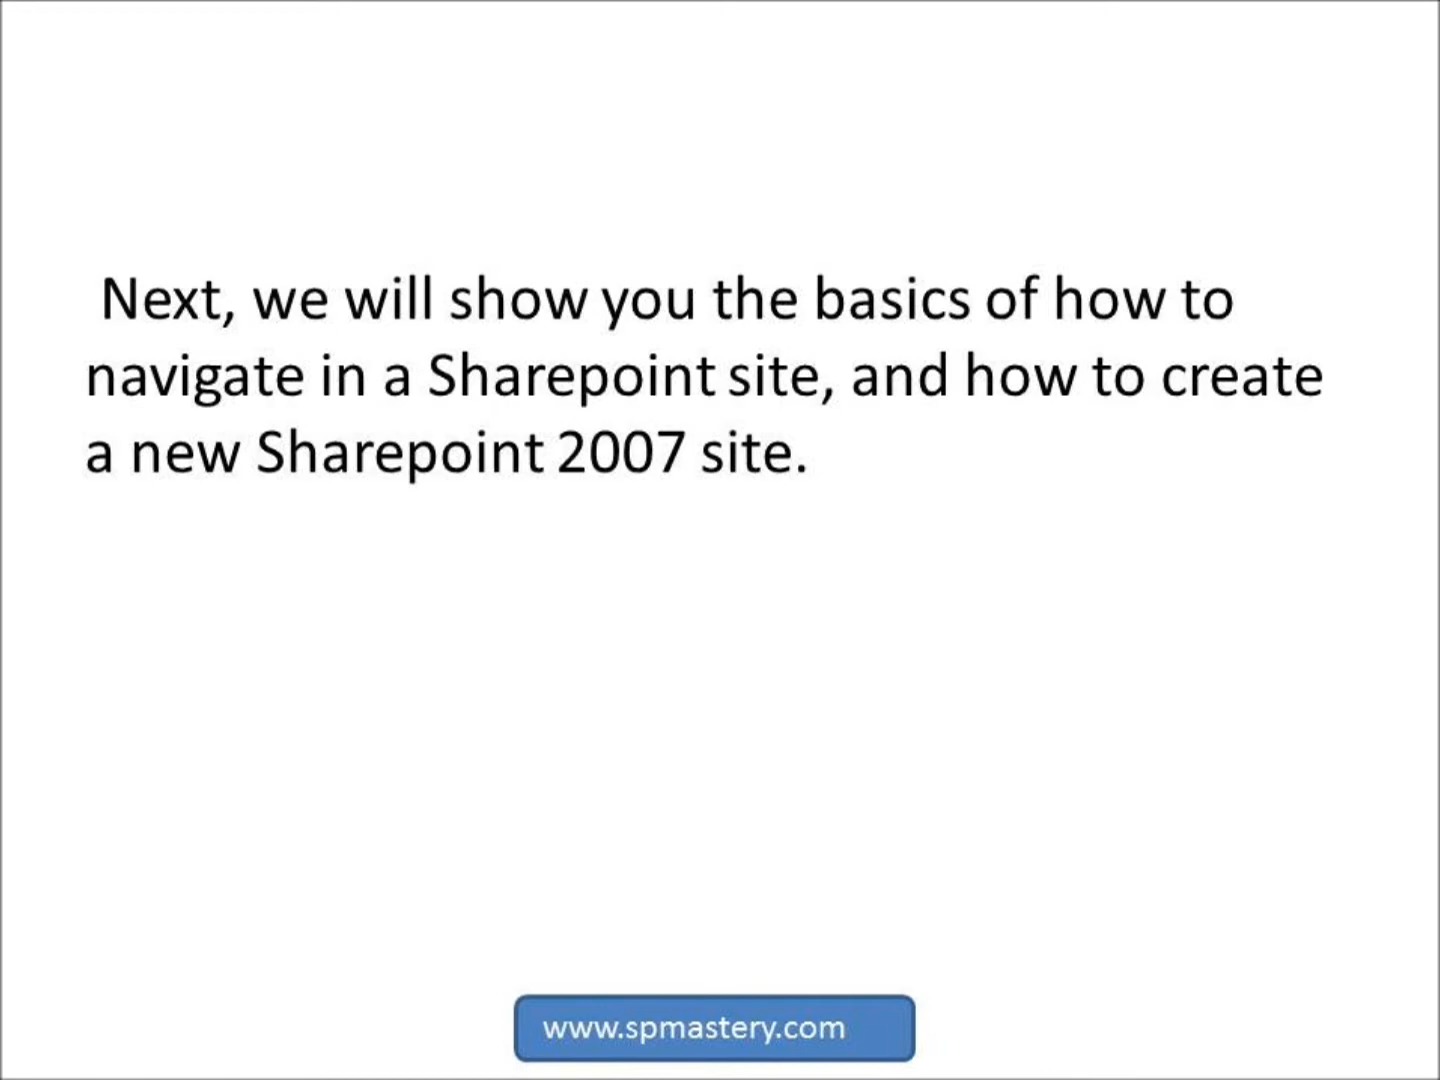 Next, we will show you the basics of how to
navigate in a Sharepoint site, and how to create
a new Sharepoint 2007 site.
www.spmastery.com